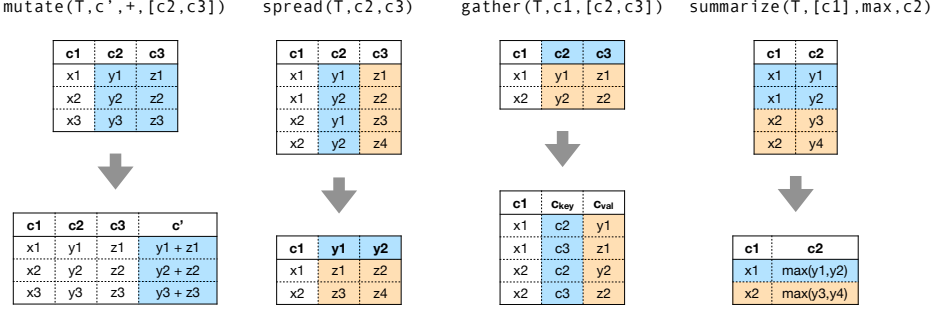 mutate(T,c’,+,[c2,c3])
c1 c2 c3
x1 y1 z1
x2 y2 z2
x3 y3 z3
c1 c2 c3 c’
x1 y1 z1 y1 + z1
x2 y2 z2 y2 + z2
x3 y3 z3 y3 + z3
spread(T,c2,c3)
c1 c2 c3
x1 y1 z1
x1 y2 z2
x2 y1 z3
x2 y2 z4
c1 y1 y2
x1 z1 z2
x2 z3 z4
gather(T,c1,[c2,c3])
c1 c2 c3
x1 y1 z1
x2 y2 z2
c1 ckey cval
x1 c2 y1
x1 c3 z1
x2 c2 y2
x2 c3 z2
summarize(T,[c1],max,c2)
c1 c2
x1 y1
x1 y2
x2 y3
x2 y4
c1 c2
x1 max(y1,y2)
x2 max(y3,y4)